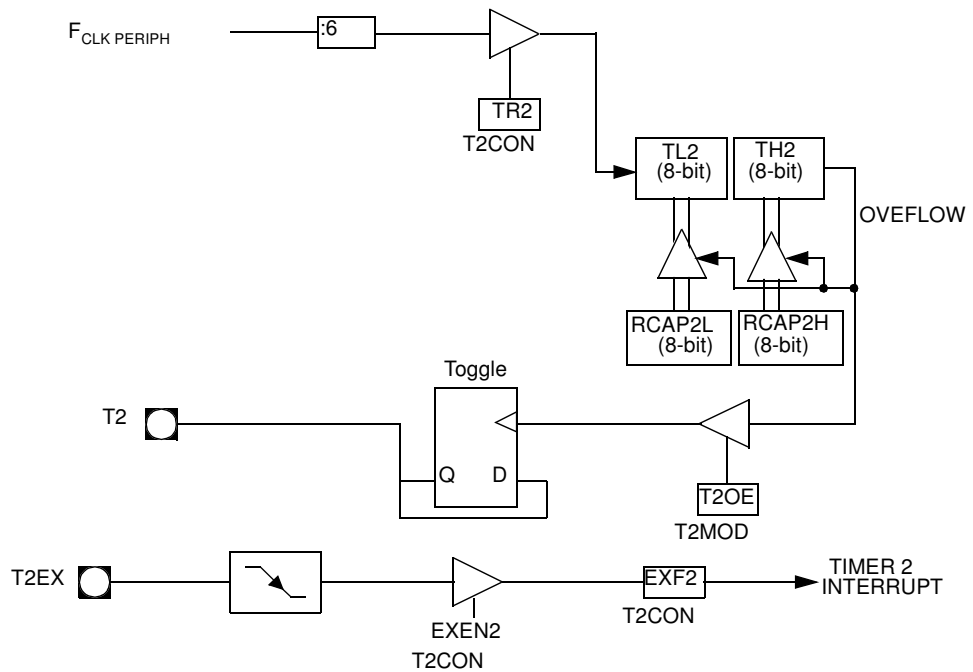 FCLK PERIPH
:6
TR2
T2CON
TL2
(8-bit)
TH2
(8-bit)
OVEFLOW
RCAP2L
(8-bit)
RCAP2H
(8-bit)
Toggle
T2
Q D
T2OE
T2MOD
T2EX
EXEN2
T2CON
EXF2
T2CON
TIMER 2
INTERRUPT